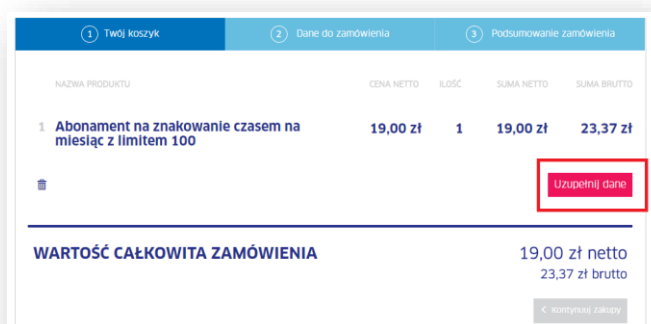 1 Twój koszyk 2 Dane do zamówienia 3 Podsumowanie zamówienia
NAZWA PRODUKTU CENA NETTO ILOŚĆ SUMA NETTO SUMA BRUTTO
1 Abonament na znakowanie czasem na 19,00 zł 1 19,00 zł 23,37 zł
miesiąc z limitem 100
Uzupełnij dane
WARTOŚĆ CAŁKOWITA ZAMÓWIENIA 19,00 zł netto
23,37 zł brutto
< Kontynuuj zakupy